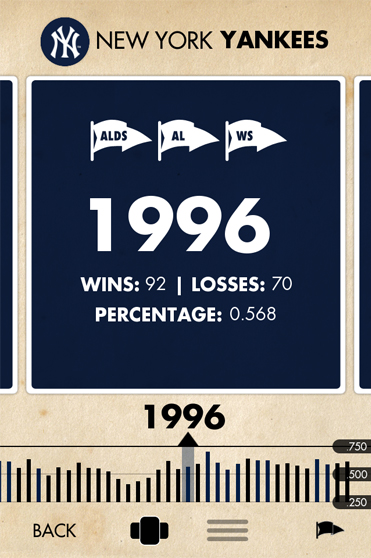 NY
NEW YORK YANKEES
ALDS AL WS
1996
WINS: 92 | LOSSES: 70
PERCENTAGE: 0.568
1996
.750
.500
.250
BACK